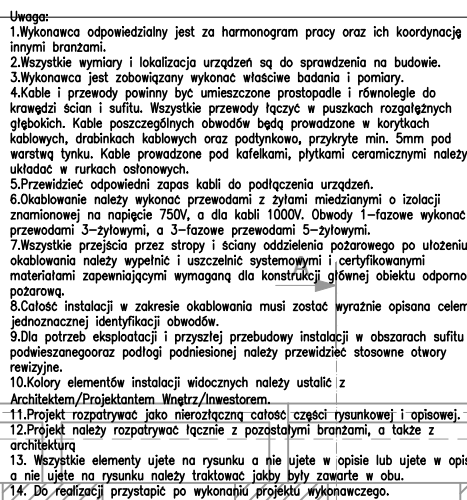 Uwaga:
1.Wykonawca odpowiedzialny jest za harmonogram pracy oraz ich koordynację
innymi branżami.
2.Wszystkie wymiary i lokalizacja urządzeń są do sprawdzenia na budowie.
3.Wykonawca jest zobowiązany wykonać właściwe badania i pomiary.
4.Kable i przewody powinny być umieszczone prostopadle i równolegle do
krawędzi ścian i sufitu. Wszystkie przewody łączyć w puszkach rozgałęźnych
głębokich. Kable poszczególnych obwodów będą prowadzone w korytkach
kablowych, drabinkach kablowych oraz podtynkowo, przykryte min. 5mm pod
warstwą tynku. Kable prowadzone pod kafelkami, płytkami ceramicznymi należy
układać w rurkach osłonowych.
5.Przewidzieć odpowiedni zapas kabli do podłączenia urządzeń.
6.Okablowanie należy wykonać przewodami z żyłami miedzianymi o izolacji
znamionowej na napięcie 750V, a dla kabli 1000V. Obwody 1-fazowe wykonać
przewodami 3-żyłowymi, a 3-fazowe przewodami 5-żyłowymi.
7.Wszystkie przejścia przez stropy i ściany oddzielenia pożarowego po ułożeniu
okablowania należy wypełnić i uszczelnić systemowymi i certyfikowanymi
materiałami zapewniającymi wymaganą dla konstrukcji głównej obiektu odporno
pożarową.
8.Całość instalacji w zakresie okablowania musi zostać wyraźnie opisana celem
jednoznacznej identyfikacji obwodów.
9.Dla potrzeb eksploatacji i przyszłej przebudowy instalacji w obszarach sufitu
podwieszanegooraz podłogi podniesionej należy przewidzieć stosowne otwory
rewizyjne.
10.Kolory elementów instalacji widocznych należy ustalić z
Architektem/Projektantem Wnętrz/Inwestorem.
11.Projekt rozpatrywać jako nierozłączną całość części rysunkowej i opisowej.
12.Projekt należy rozpatrywać łącznie z pozostałymi branżami, a także z
architekturą
13. Wszystkie elementy ujete na rysunku a nie ujete w opisie lub ujete w opis
a nie ujete na rysunku należy traktować jakby były zawarte w obu.
14. Do realizacji przystąpić po wykonaniu projektu wykonawczego.